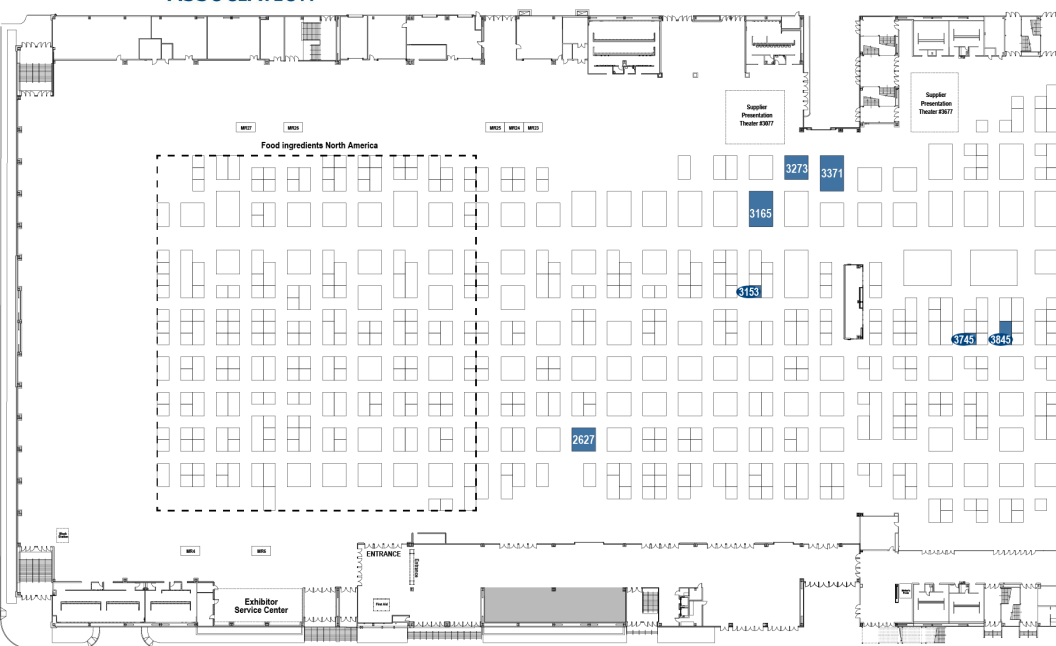 Supplier
Presentation
Theater #3077
Supplier
Presentation
Theater #3677
MR27
MR26
MR25
MR24
MR23
Food ingredients North America
3273
3371
3165
3153
3745
3845
2627
MR4
MR5
ENTRANCE
Entrance
Exhibitor
Service Center
First Aid